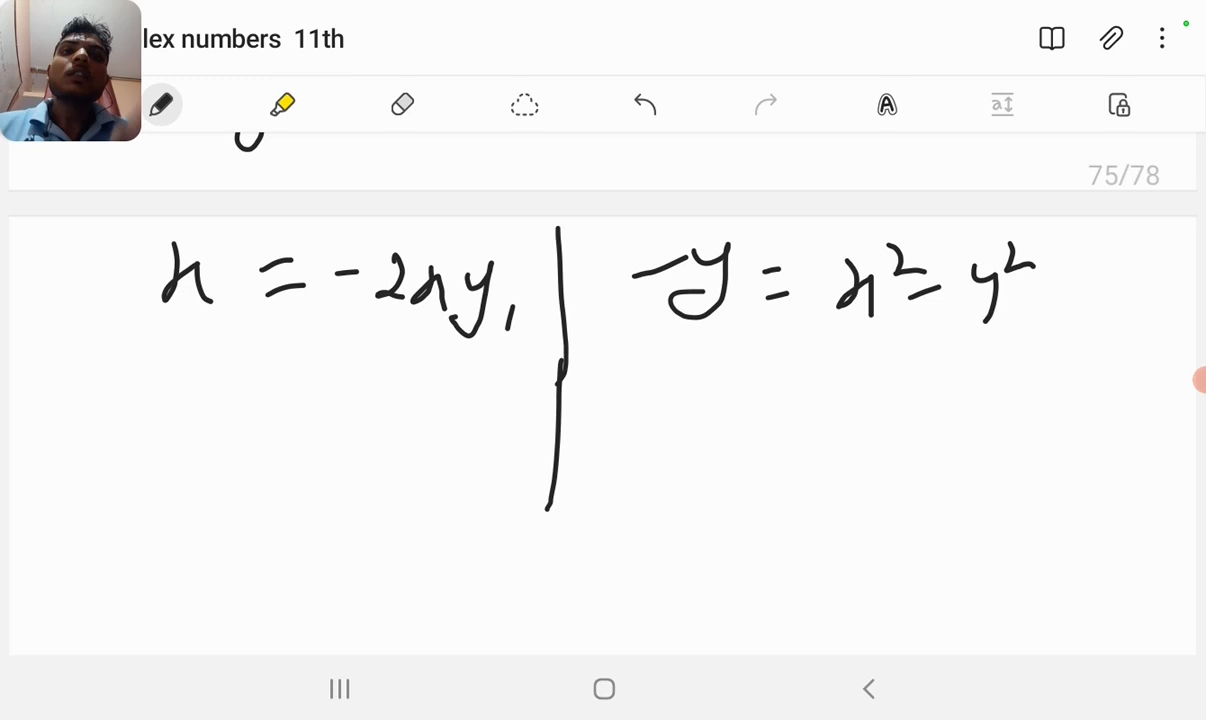 lex numbers 11th
75/78
x = -2xy, | -y = x² - y²